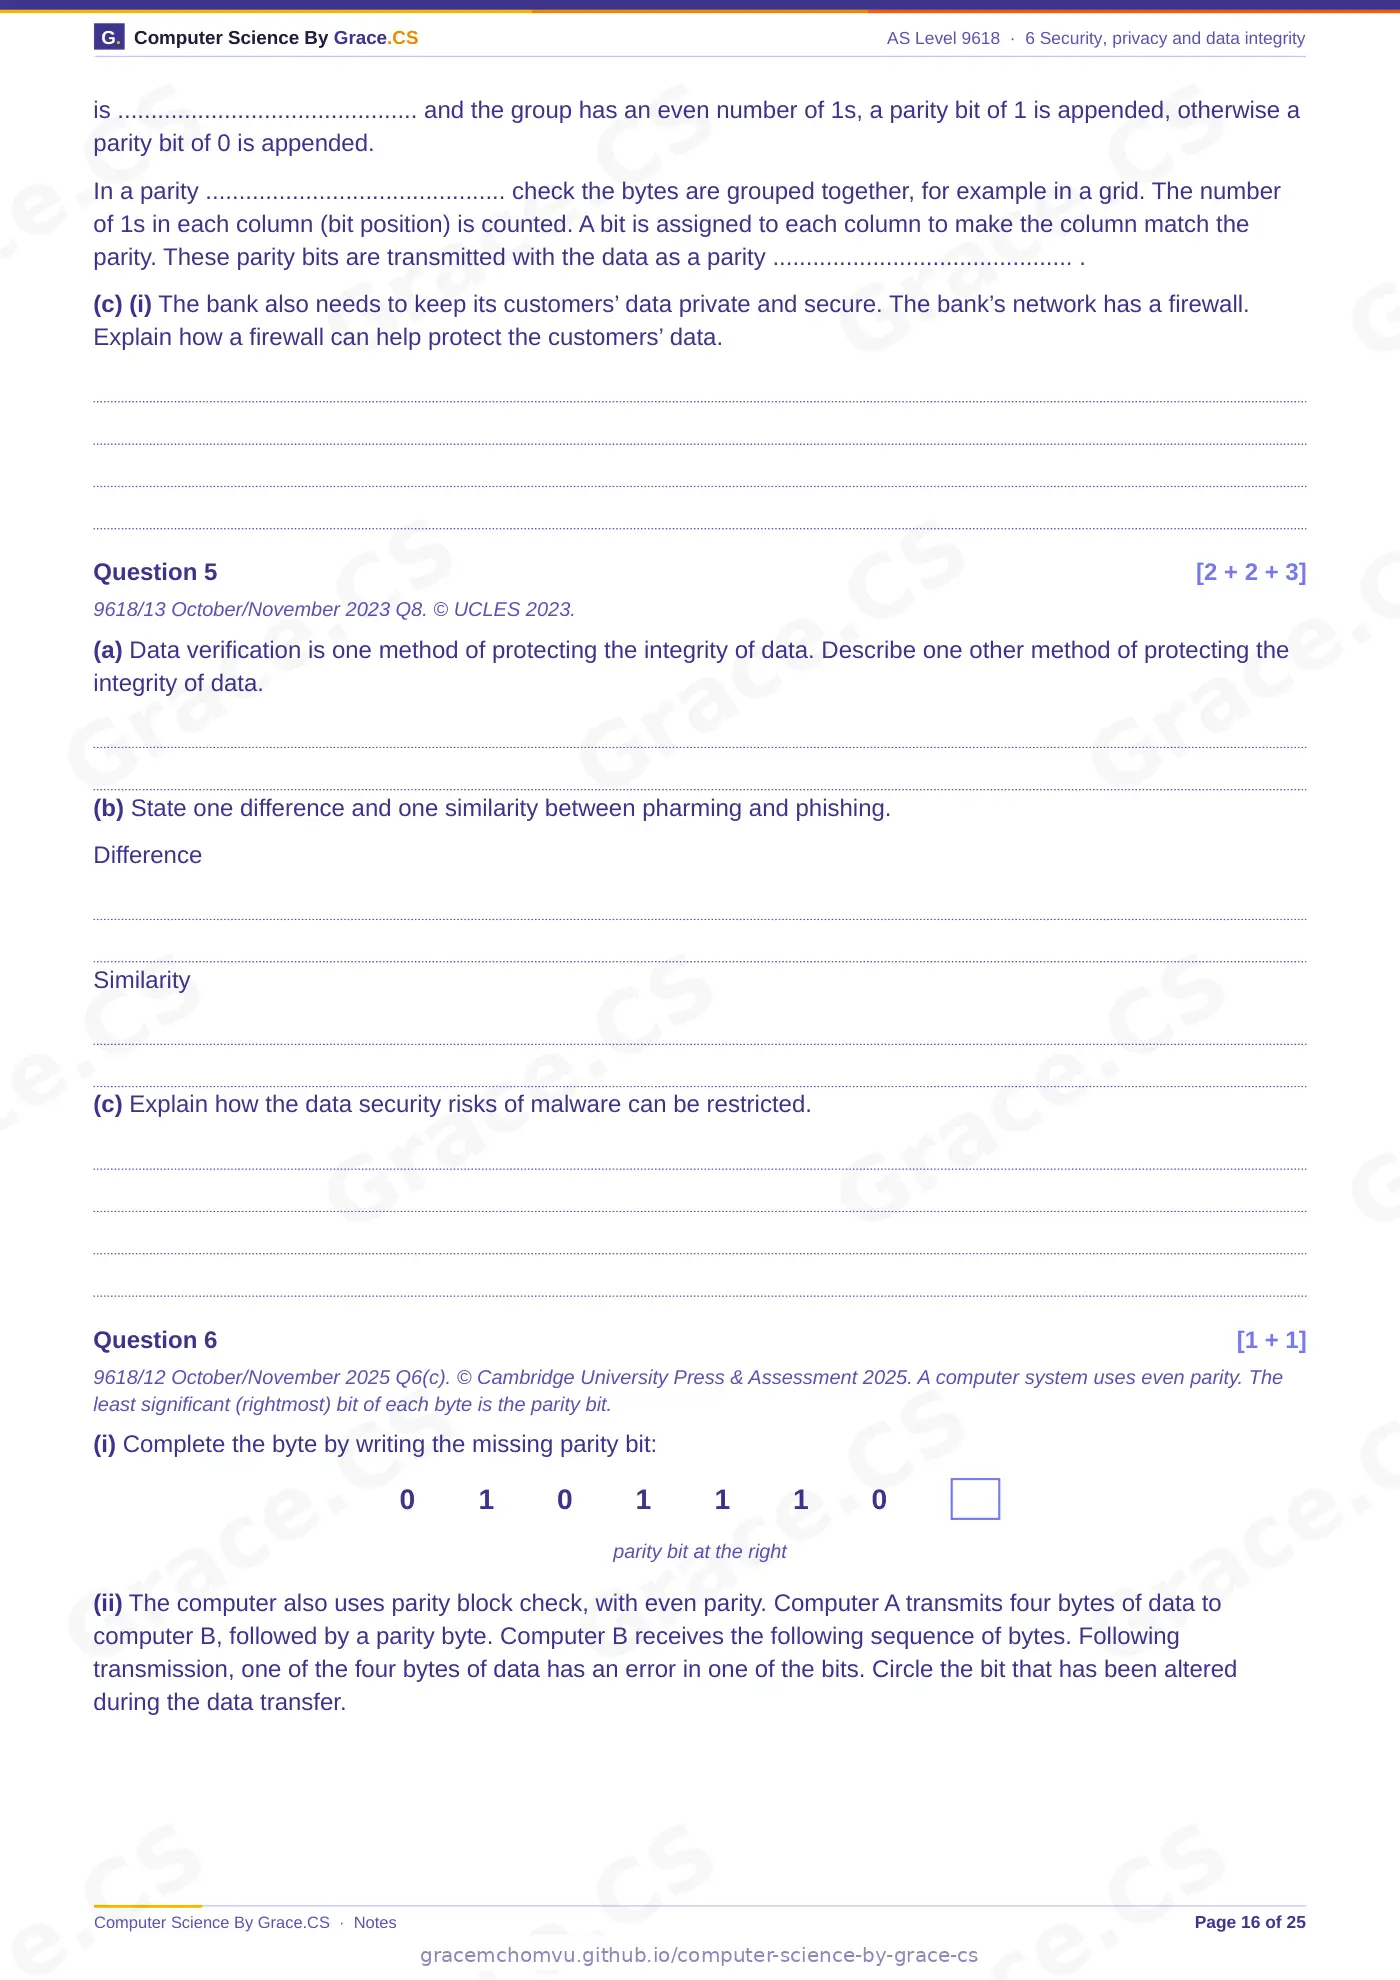 G. Computer Science By Grace.CS
AS Level 9618 · 6 Security, privacy and data integrity
is ............................................. and the group has an even number of 1s, a parity bit of 1 is appended, otherwise a
parity bit of 0 is appended.
In a parity ............................................. check the bytes are grouped together, for example in a grid. The number
of 1s in each column (bit position) is counted. A bit is assigned to each column to make the column match the
parity. These parity bits are transmitted with the data as a parity ............................................. .
(c) (i) The bank also needs to keep its customers’ data private and secure. The bank’s network has a firewall.
Explain how a firewall can help protect the customers’ data.
Question 5 [2 + 2 + 3]
9618/13 October/November 2023 Q8. © UCLES 2023.
(a) Data verification is one method of protecting the integrity of data. Describe one other method of protecting the
integrity of data.
(b) State one difference and one similarity between pharming and phishing.
Difference
Similarity
(c) Explain how the data security risks of malware can be restricted.
Question 6 [1 + 1]
9618/12 October/November 2025 Q6(c). © Cambridge University Press & Assessment 2025. A computer system uses even parity. The
least significant (rightmost) bit of each byte is the parity bit.
(i) Complete the byte by writing the missing parity bit:
0 1 0 1 1 1 0
parity bit at the right
(ii) The computer also uses parity block check, with even parity. Computer A transmits four bytes of data to
computer B, followed by a parity byte. Computer B receives the following sequence of bytes. Following
transmission, one of the four bytes of data has an error in one of the bits. Circle the bit that has been altered
during the data transfer.
Computer Science By Grace.CS · Notes
Page 16 of 25
gracemchomvu.github.io/computer-science-by-grace-cs